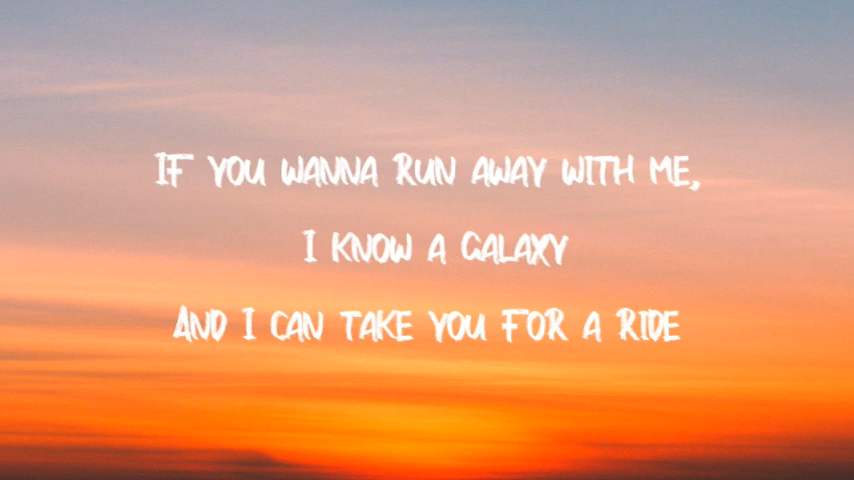 IF YOU WANNA RUN AWAY WITH ME,
I KNOW A GALAXY
AND I CAN TAKE YOU FOR A RIDE